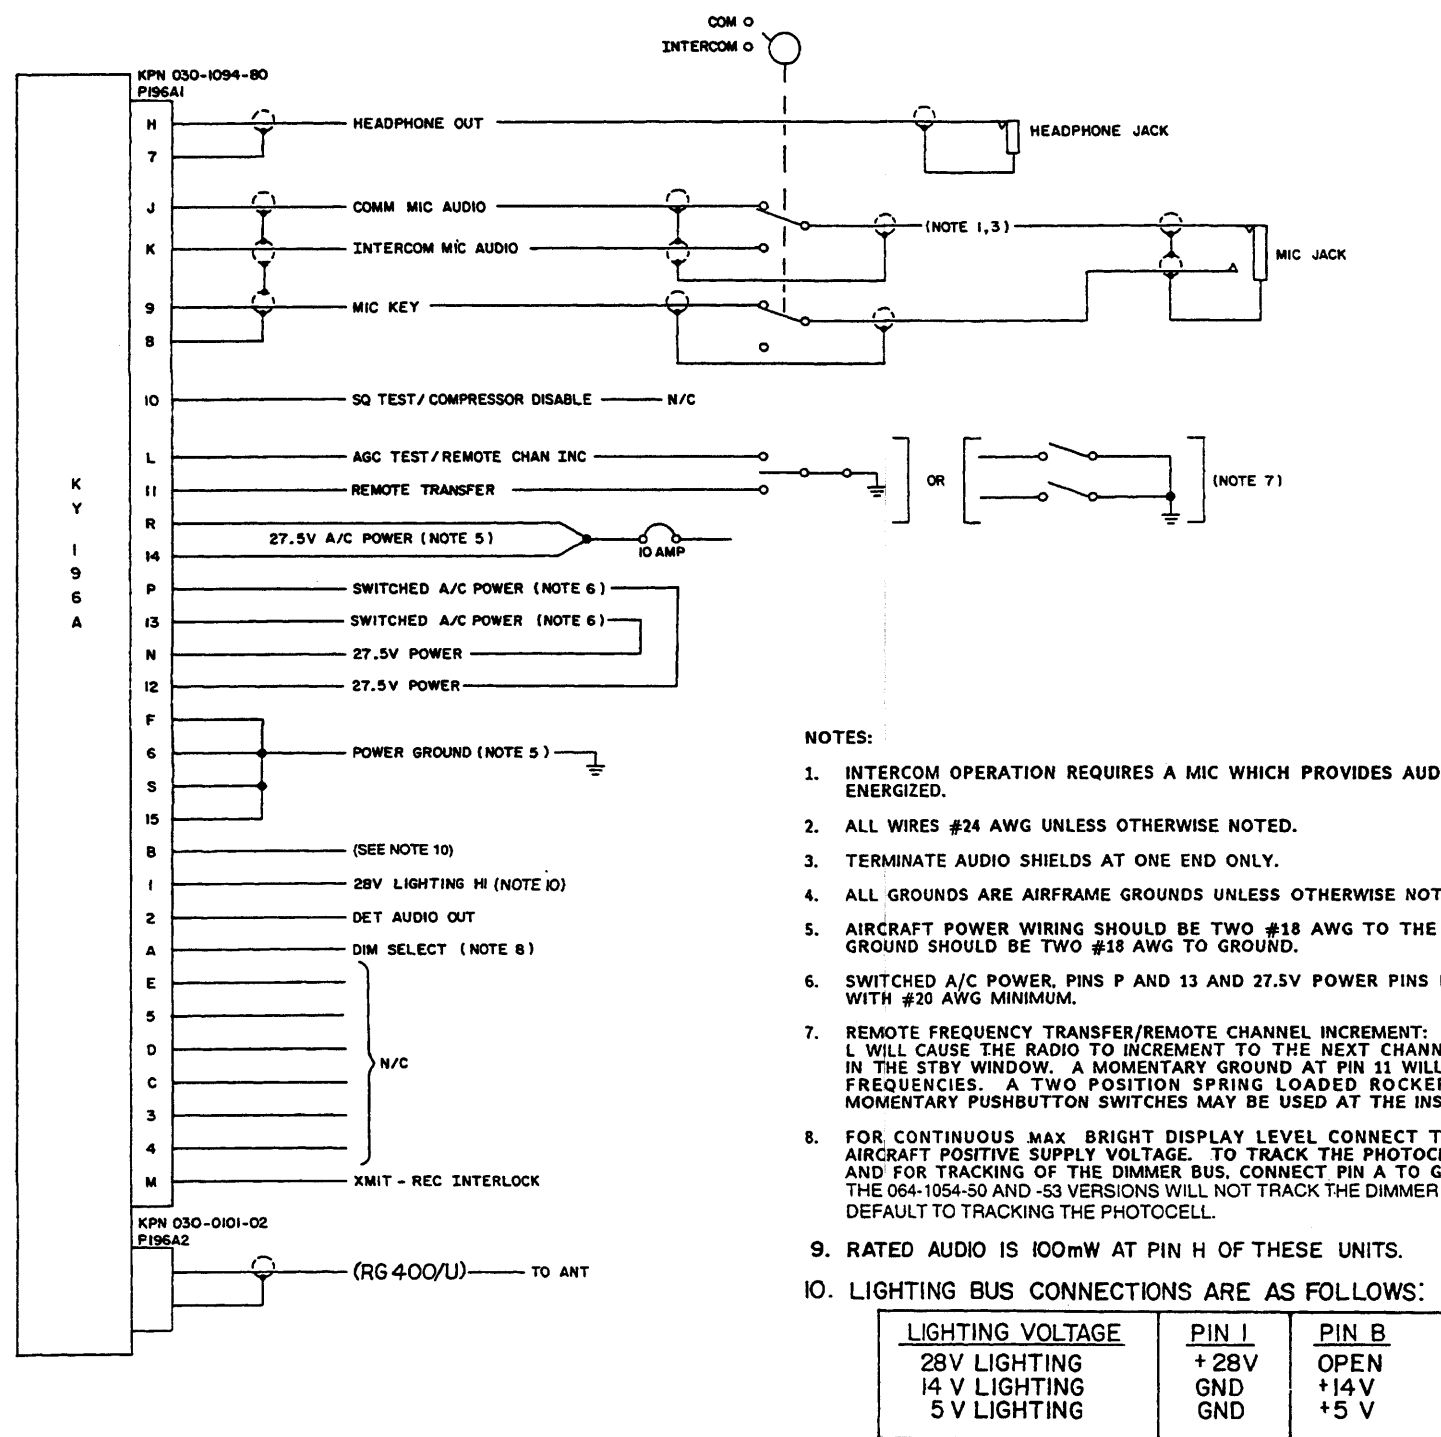 COM
INTERCOM
KPN 030-1094-80
P196A1
H HEADPHONE OUT HEADPHONE JACK
7
J COMM MIC AUDIO (NOTE 1,3)
K INTERCOM MIC AUDIO MIC JACK
9 MIC KEY
8
10 SQ TEST/COMPRESSOR DISABLE N/C
L AGC TEST/REMOTE CHAN INC
OR (NOTE 7)
11 REMOTE TRANSFER
R
27.5V A/C POWER (NOTE 5) 10 AMP
14
P SWITCHED A/C POWER (NOTE 6)
13 SWITCHED A/C POWER (NOTE 6)
N 27.5V POWER
12 27.5V POWER
F
6 POWER GROUND (NOTE 5)
S
15
B (SEE NOTE 10)
1 28V LIGHTING HI (NOTE 10)
2 DET AUDIO OUT
A DIM SELECT (NOTE 8)
E
5
D
N/C
C
3
4
M XMIT - REC INTERLOCK
KPN 030-0101-02
P196A2
(RG400/U) TO ANT
KY 196A
NOTES:
1. INTERCOM OPERATION REQUIRES A MIC WHICH PROVIDES AUD
ENERGIZED.
2. ALL WIRES #24 AWG UNLESS OTHERWISE NOTED.
3. TERMINATE AUDIO SHIELDS AT ONE END ONLY.
4. ALL GROUNDS ARE AIRFRAME GROUNDS UNLESS OTHERWISE NOT
5. AIRCRAFT POWER WIRING SHOULD BE TWO #18 AWG TO THE
GROUND SHOULD BE TWO #18 AWG TO GROUND.
6. SWITCHED A/C POWER, PINS P AND 13 AND 27.5V POWER PINS
WITH #20 AWG MINIMUM.
7. REMOTE FREQUENCY TRANSFER/REMOTE CHANNEL INCREMENT:
L WILL CAUSE THE RADIO TO INCREMENT TO THE NEXT CHANN
IN THE STBY WINDOW. A MOMENTARY GROUND AT PIN 11 WILL
FREQUENCIES. A TWO POSITION SPRING LOADED ROCKE
MOMENTARY PUSHBUTTON SWITCHES MAY BE USED AT THE INS
8. FOR CONTINUOUS MAX BRIGHT DISPLAY LEVEL CONNECT T
AIRCRAFT POSITIVE SUPPLY VOLTAGE. TO TRACK THE PHOTOC
AND FOR TRACKING OF THE DIMMER BUS, CONNECT PIN A TO G
THE 064-1054-50 AND -53 VERSIONS WILL NOT TRACK THE DIMMER
DEFAULT TO TRACKING THE PHOTOCELL.
9. RATED AUDIO IS 100mW AT PIN H OF THESE UNITS.
10. LIGHTING BUS CONNECTIONS ARE AS FOLLOWS:
LIGHTING VOLTAGE PIN 1 PIN B
28V LIGHTING +28V OPEN
14 V LIGHTING GND +14V
5 V LIGHTING GND +5 V